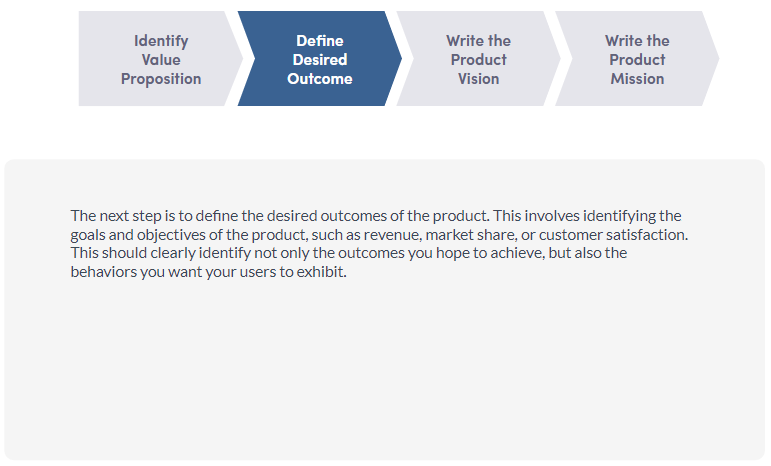 Identify
Value
Proposition
Define
Desired
Outcome
Write the
Product
Vision
Write the
Product
Mission
The next step is to define the desired outcomes of the product. This involves identifying the
goals and objectives of the product, such as revenue, market share, or customer satisfaction.
This should clearly identify not only the outcomes you hope to achieve, but also the
behaviors you want your users to exhibit.